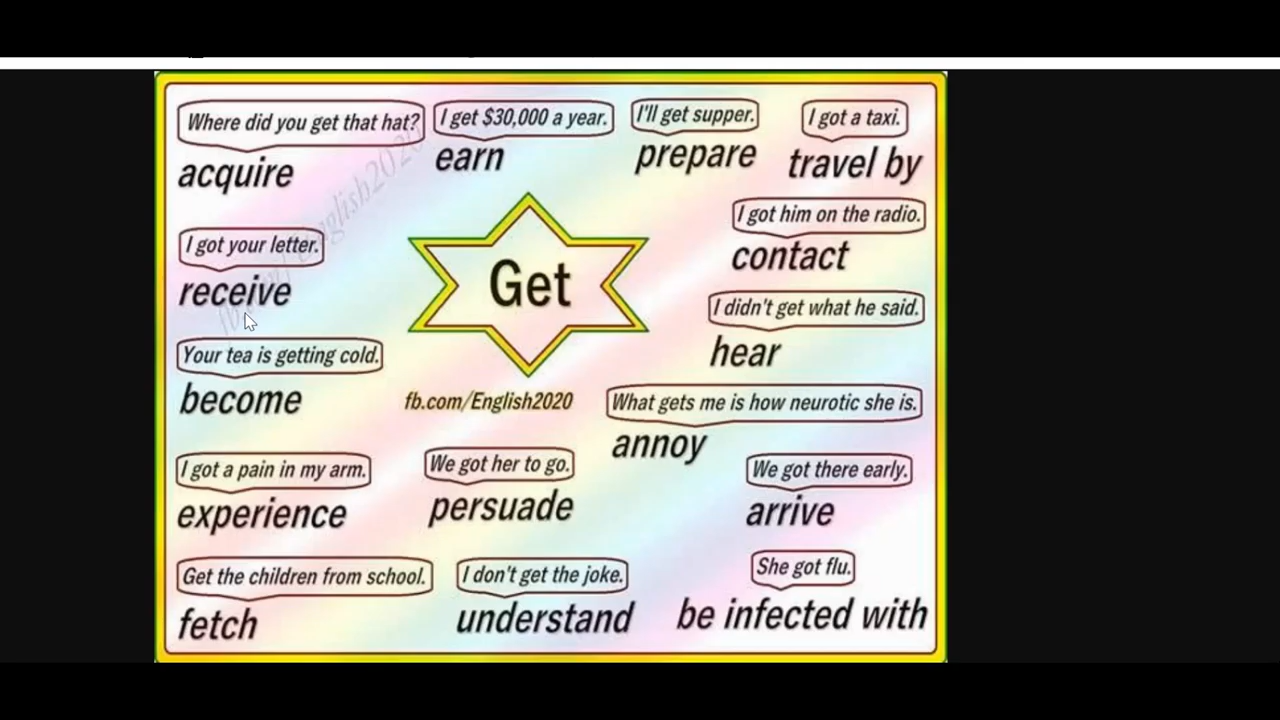 Where did you get that hat?
acquire
I get $30,000 a year.
earn
I'll get supper.
prepare
I got a taxi.
travel by
I got your letter.
receive
Get
I got him on the radio.
contact
I didn't get what he said.
hear
Your tea is getting cold.
become
fb.com/English2020
What gets me is how neurotic she is.
annoy
I got a pain in my arm.
experience
We got her to go.
persuade
We got there early.
arrive
Get the children from school.
fetch
I don't get the joke.
understand
She got flu.
be infected with